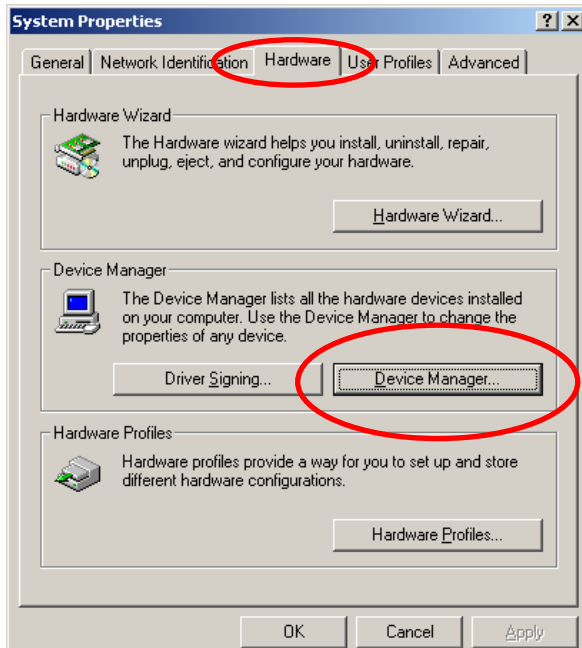 System Properties
? X
General Network Identification Hardware User Profiles Advanced
Hardware Wizard
The Hardware wizard helps you install, uninstall, repair,
unplug, eject, and configure your hardware.
Hardware Wizard...
Device Manager
The Device Manager lists all the hardware devices installed
on your computer. Use the Device Manager to change the
properties of any device.
Driver Signing... Device Manager...
Hardware Profiles
Hardware profiles provide a way for you to set up and store
different hardware configurations.
Hardware Profiles...
OK Cancel Apply